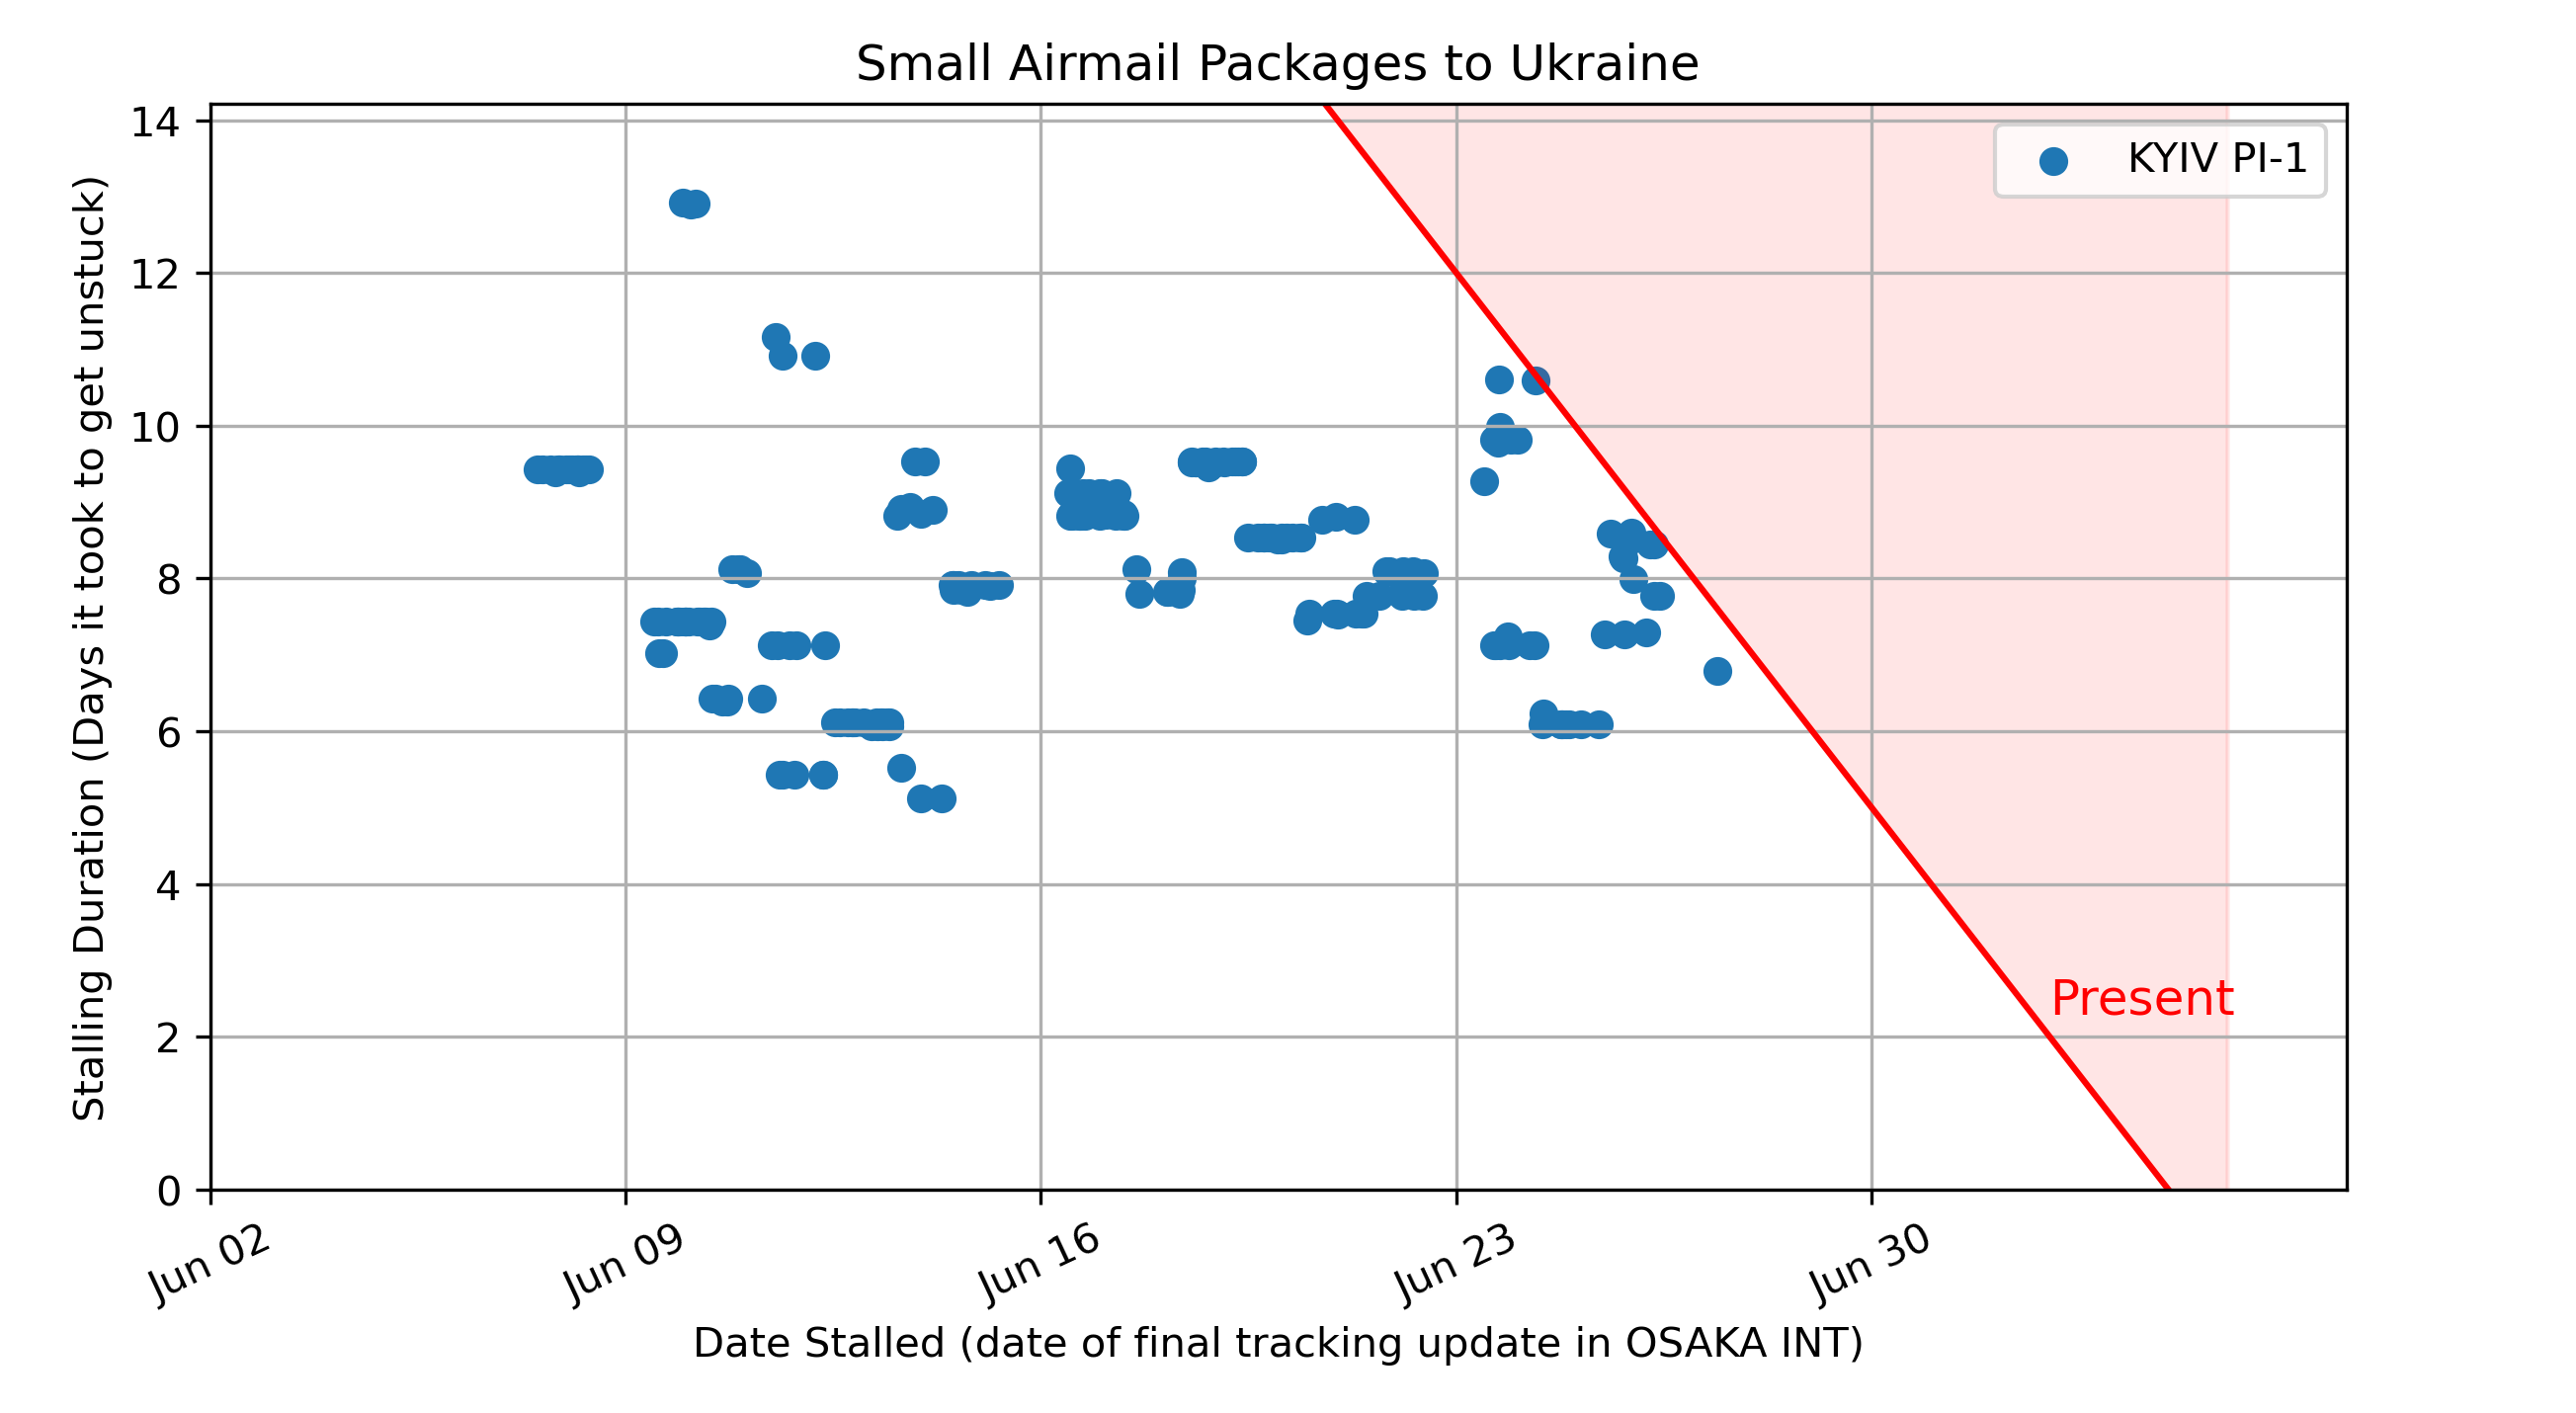 Small Airmail Packages to Ukraine
Stalling Duration (Days it took to get unstuck)
14
12
10
8
6
4
2
0
KYIV PI-1
Present
Jun 02
Jun 09
Jun 16
Jun 23
Jun 30
Date Stalled (date of final tracking update in OSAKA INT)